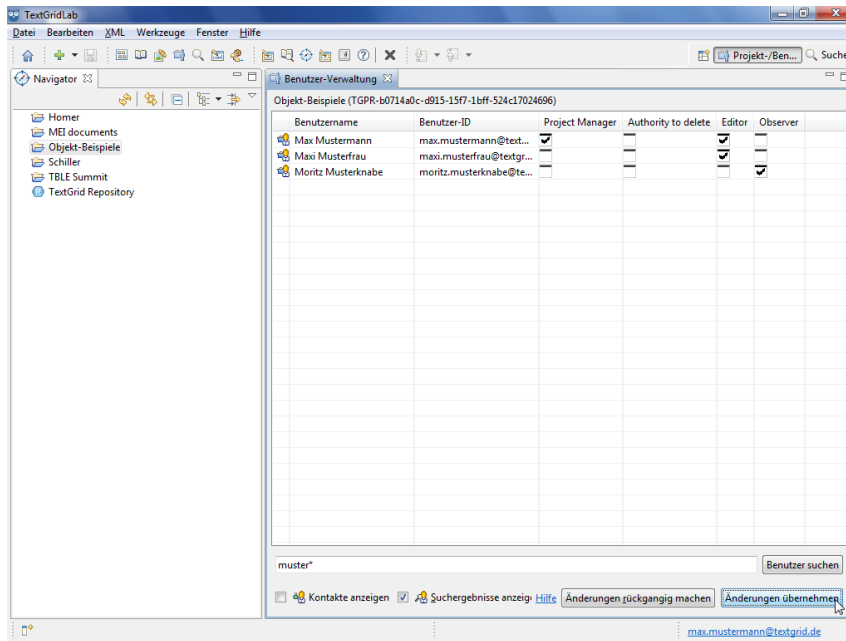 TextGridLab
Datei Bearbeiten XML Werkzeuge Fenster Hilfe
Projekt-/Ben... Suche
Navigator
Benutzer-Verwaltung
Objekt-Beispiele (TGPR-b0714a0c-d915-15f7-1bff-524c17024696)
Homer
MEI documents
Objekt-Beispiele
Schiller
TBLE Summit
TextGrid Repository
Benutzername Benutzer-ID Project Manager Authority to delete Editor Observer
Max Mustermann max.mustermann@text...
Maxi Musterfrau maxi.musterfrau@textgr...
Moritz Musterknabe moritz.musterknabe@te...
muster* Benutzer suchen
Kontakte anzeigen Suchergebnisse anzeig Hilfe Änderungen rückgangig machen Änderungen übernehmen
max.mustermann@textgrid.de